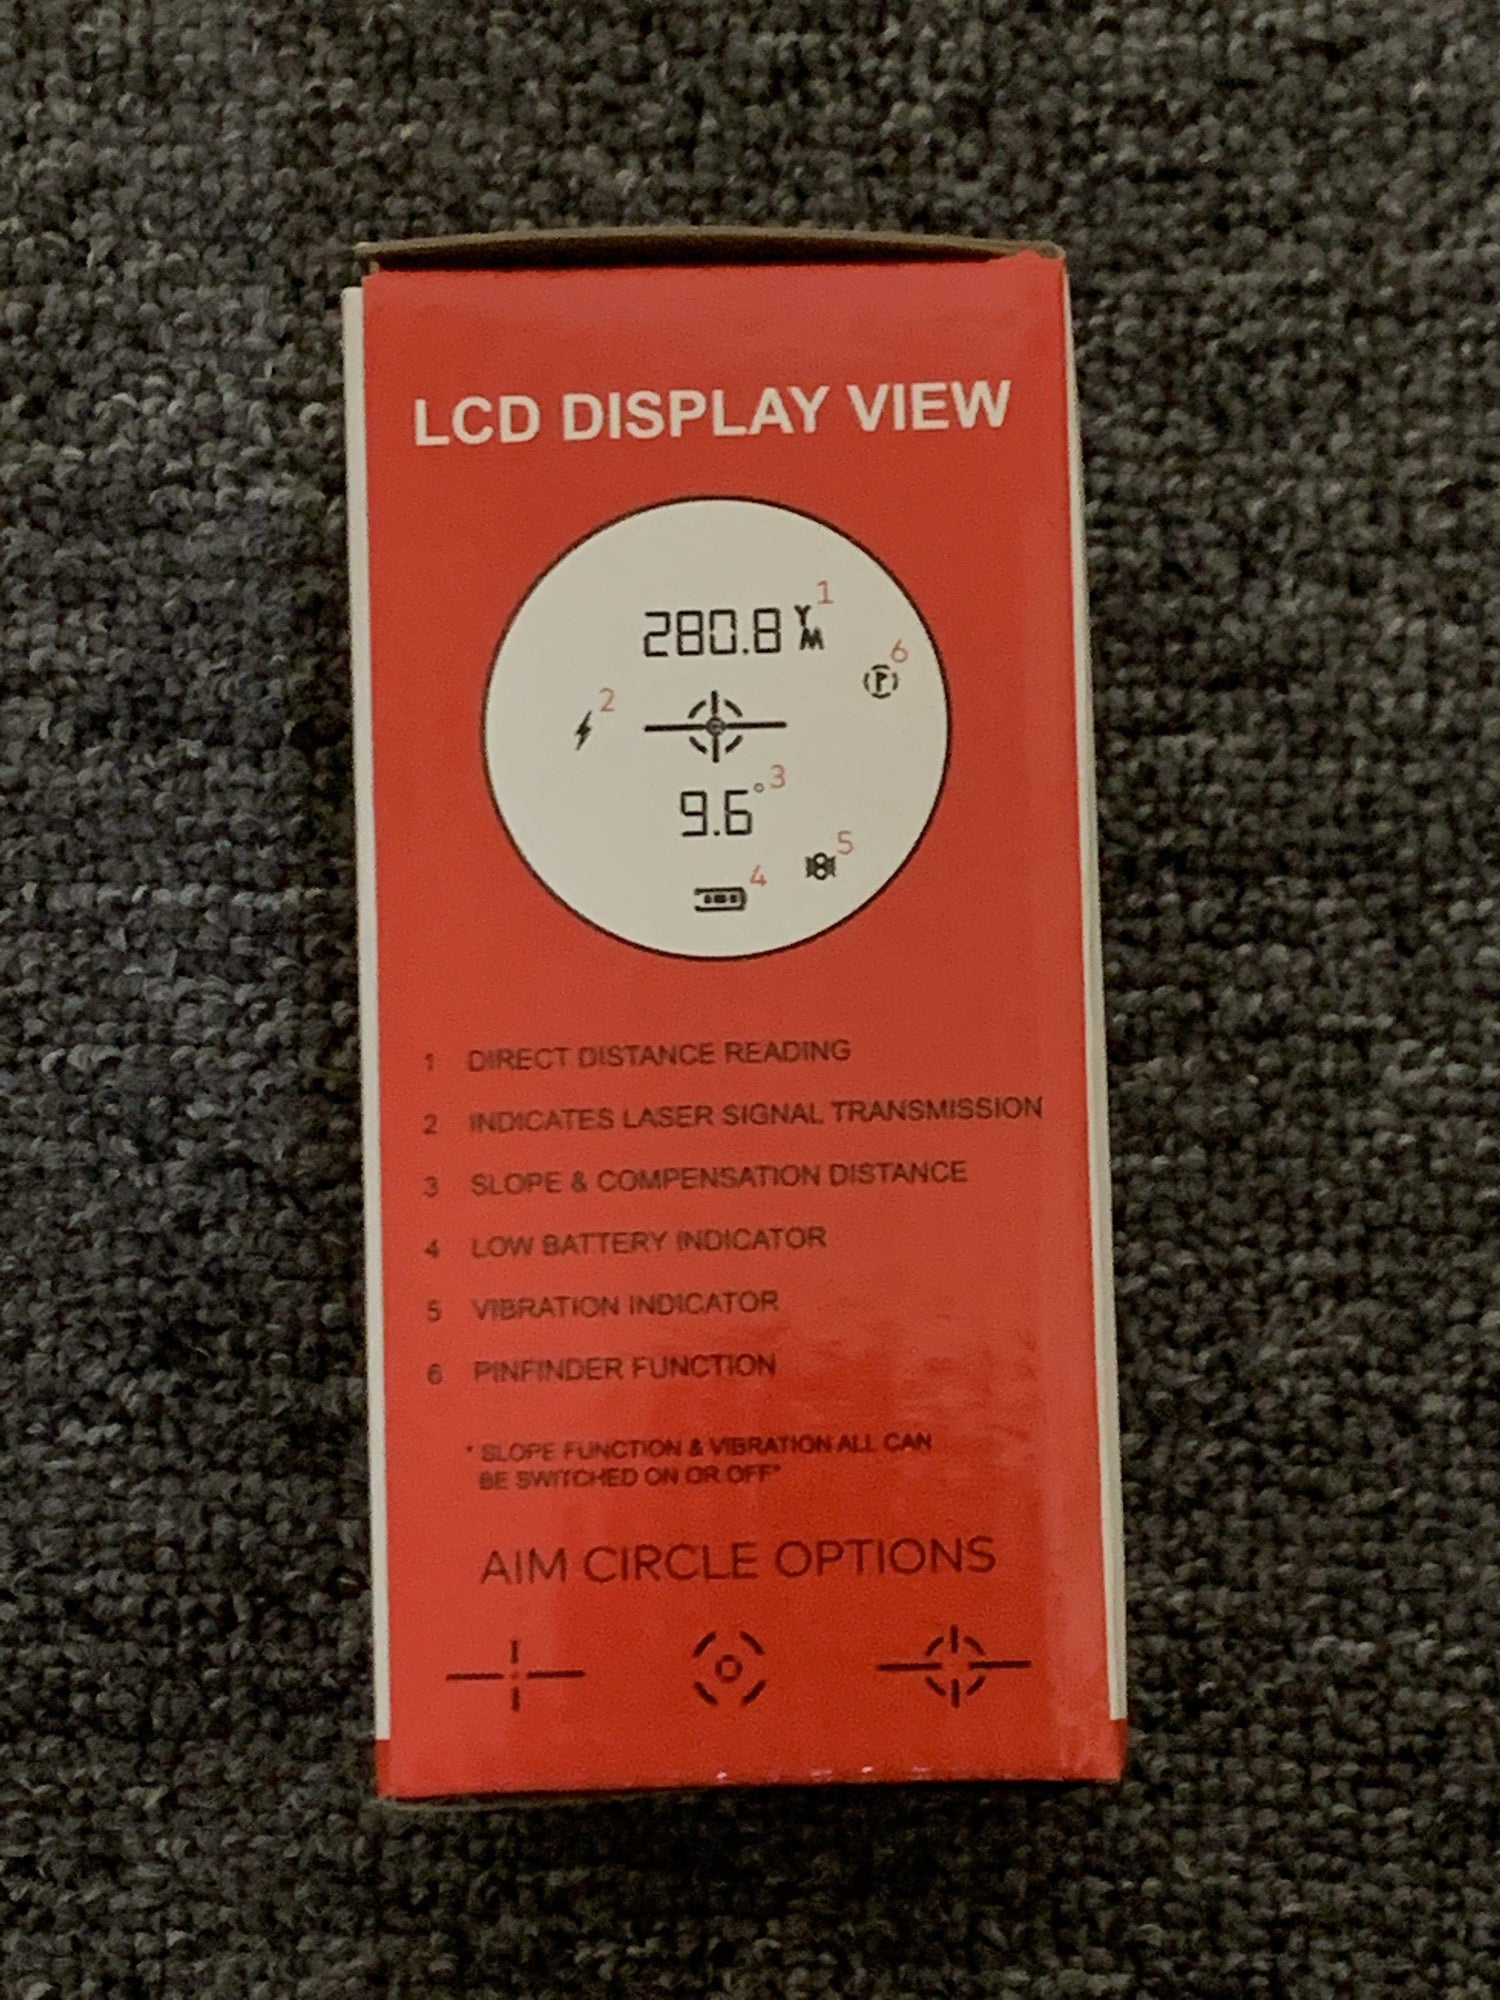 LCD DISPLAY VIEW
280.8 Y M 1
6
P
2
9.6° 3
5
4
1 DIRECT DISTANCE READING
2 INDICATES LASER SIGNAL TRANSMISSION
3 SLOPE & COMPENSATION DISTANCE
4 LOW BATTERY INDICATOR
5 VIBRATION INDICATOR
6 PINFINDER FUNCTION
* SLOPE FUNCTION & VIBRATION ALL CAN
BE SWITCHED ON OR OFF*
AIM CIRCLE OPTIONS